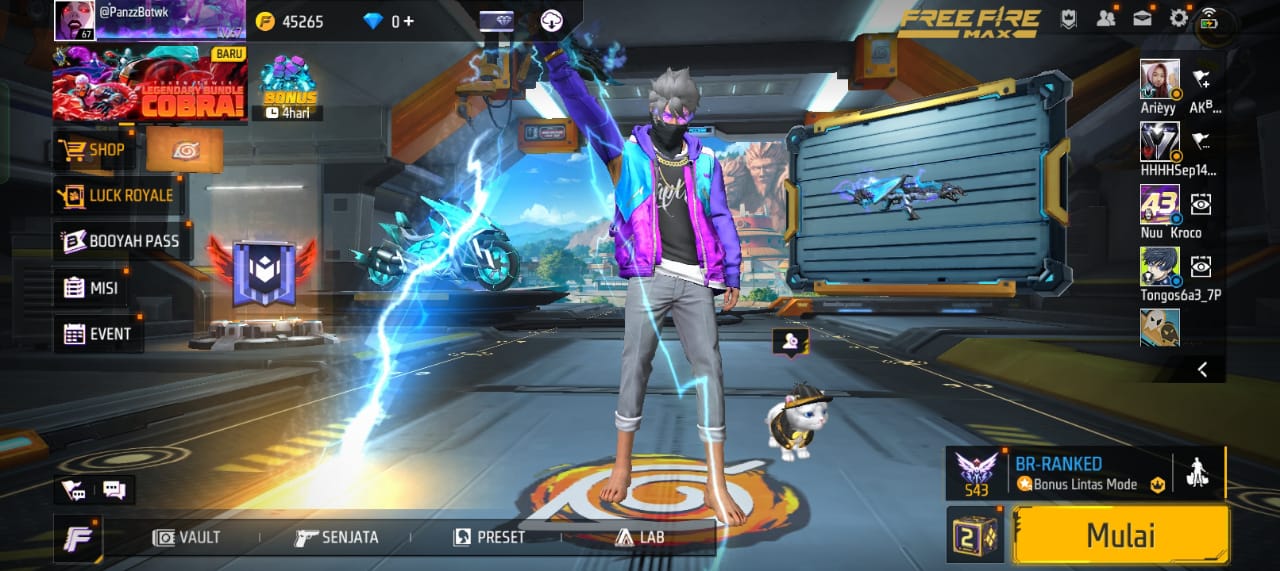 @PanzzBotwk
67
45265
0 +
FREE FIRE
MAX
BARU
LEGENDARY BUNDLE
COBRA!
BONUS
4hari
SHOP
LUCK ROYALE
BOOYAH PASS
MISI
EVENT
Arièyy
AKᴮ...
HHHHSep14...
43
Nuu Kroco
Tongos6a3_7P
BR-RANKED
S43
Bonus Lintas Mode
2
Mulai
VAULT
SENJATA
PRESET
LAB